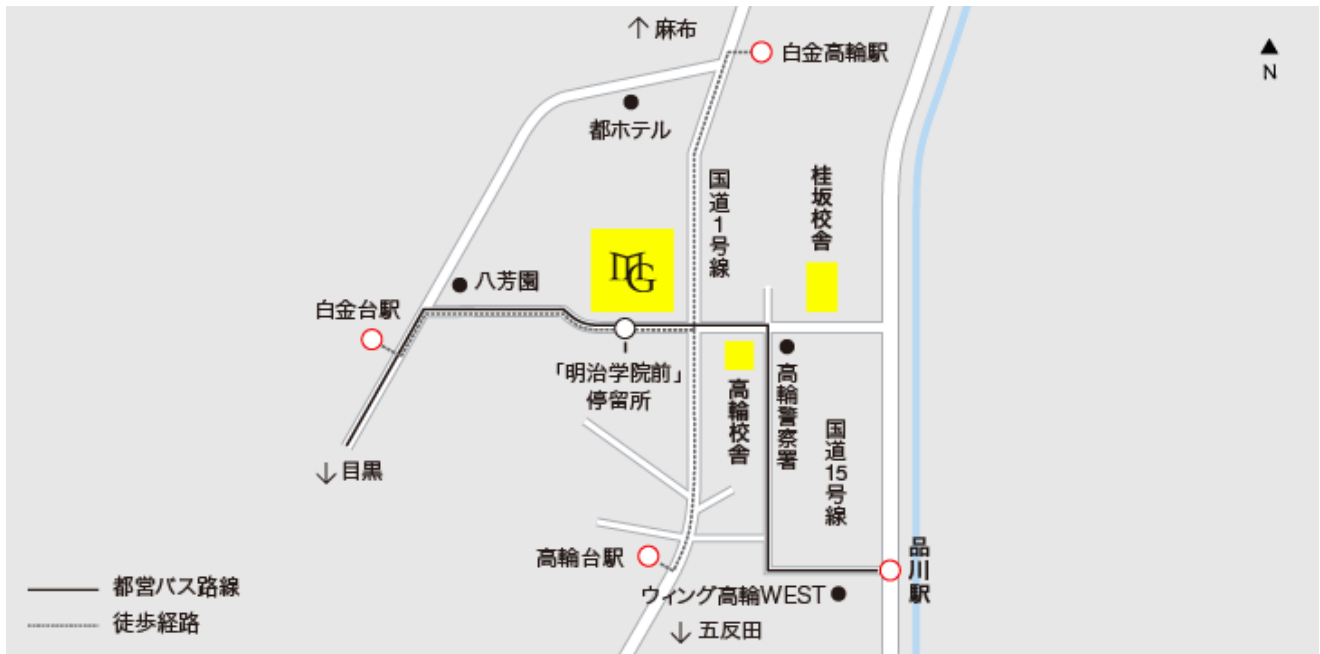 ↑ 麻布
白金高輪駅
▲
N
都ホテル
国道1号線
桂坂校舎
MG
八芳園
白金台駅
「明治学院前」
停留所
高輪校舎
高輪警察署
国道15号線
↓ 目黒
高輪台駅
品川駅
ウィング高輪WEST
↓ 五反田
都営バス路線
徒歩経路